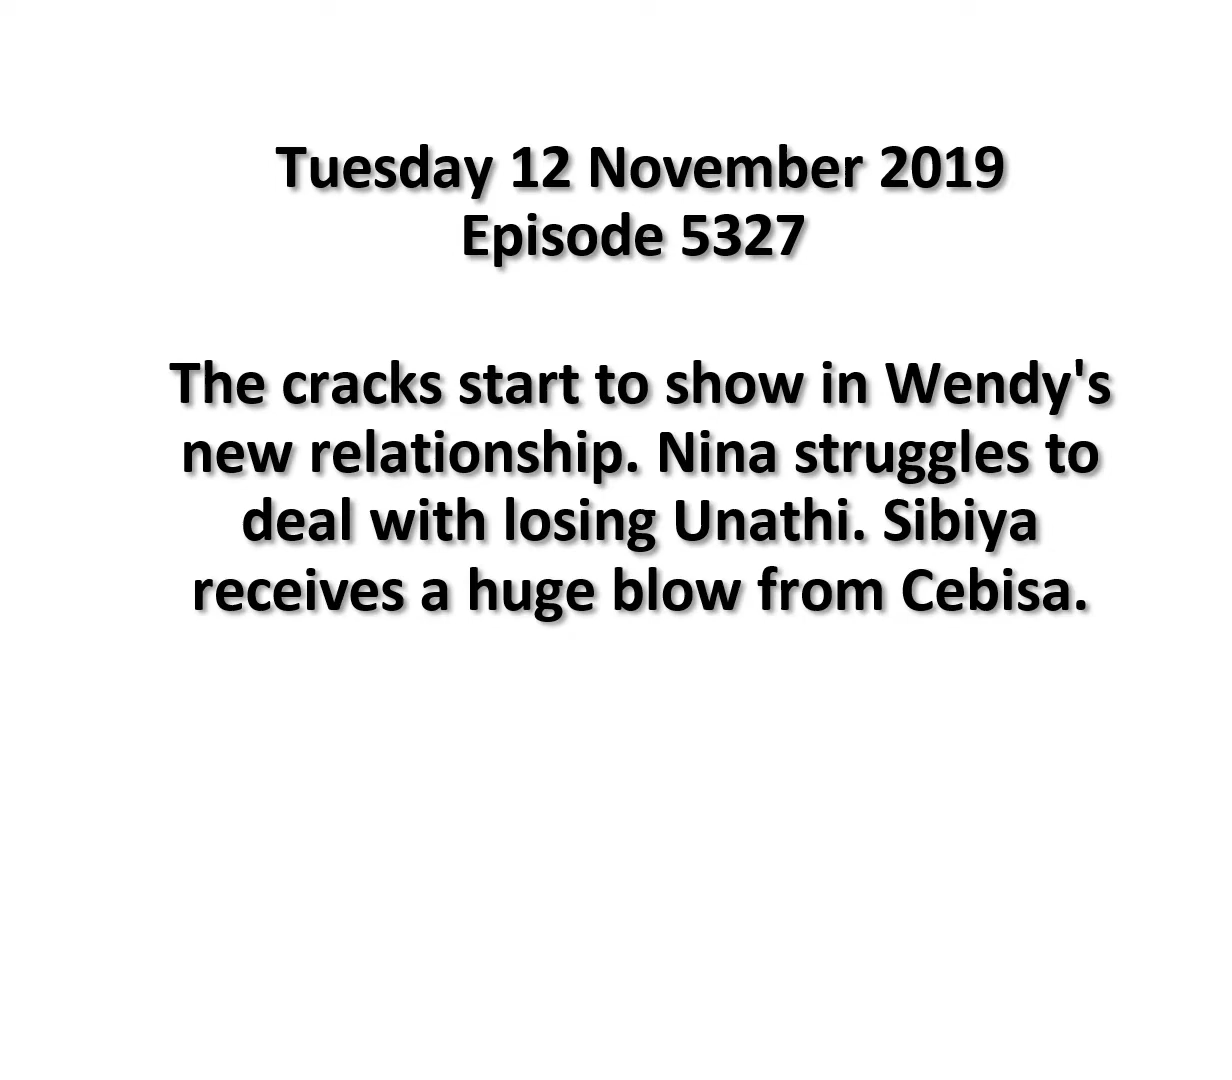 Tuesday 12 November 2019
Episode 5327
The cracks start to show in Wendy's
new relationship. Nina struggles to
deal with losing Unathi. Sibiya
receives a huge blow from Cebisa.